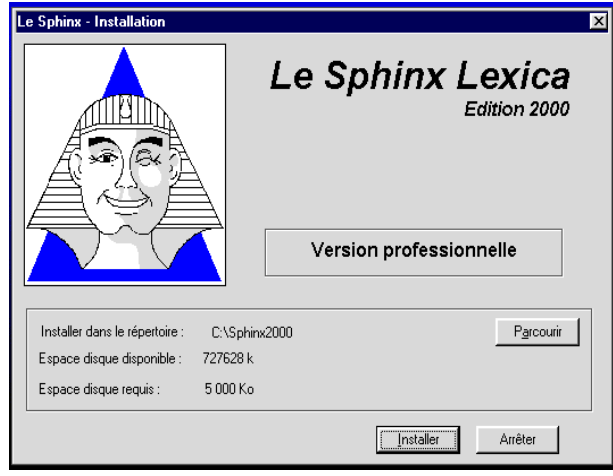 Le Sphinx - Installation
Le Sphinx Lexica
Edition 2000
Version professionnelle
Installer dans le répertoire : C:\Sphinx2000
Parcourir
Espace disque disponible : 727628 k
Espace disque requis : 5 000 Ko
Installer Arrêter